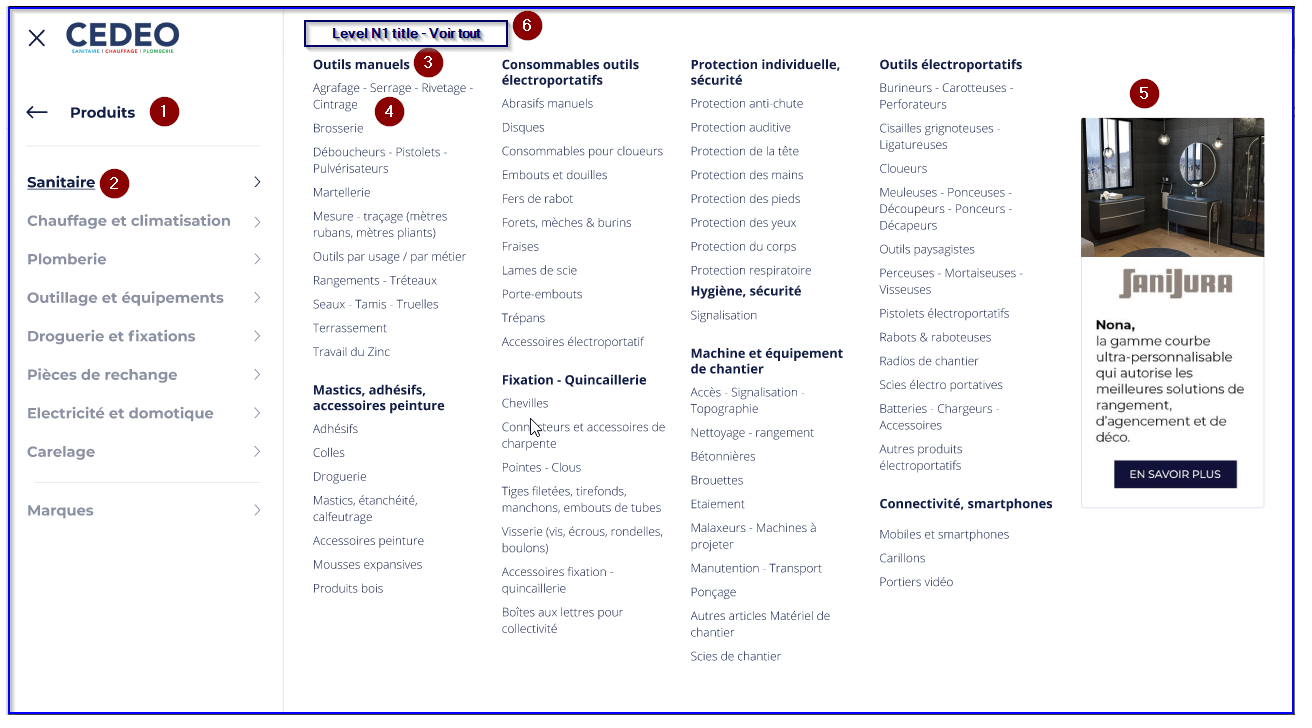 CEDEO
SANITAIRE | CHAUFFAGE | PLOMBERIE
Produits 1
Sanitaire 2
Chauffage et climatisation
Plomberie
Outillage et équipements
Droguerie et fixations
Pièces de rechange
Electricité et domotique
Carelage
Marques
Level N1 title - Voir tout 6
Outils manuels 3
Agrafage - Serrage - Rivetage -
Cintrage 4
Brosserie
Déboucheurs - Pistolets -
Pulvérisateurs
Martellerie
Mesure - traçage (mètres
rubans, mètres pliants)
Outils par usage / par métier
Rangements - Tréteaux
Seaux - Tamis - Truelles
Terrassement
Travail du Zinc
Mastics, adhésifs,
accessoires peinture
Adhésifs
Colles
Droguerie
Mastics, étanchéité,
calfeutrage
Accessoires peinture
Mousses expansives
Produits bois
Consommables outils
électroportatifs
Abrasifs manuels
Disques
Consommables pour cloueurs
Embouts et douilles
Fers de rabot
Forets, mèches & burins
Fraises
Lames de scie
Porte-embouts
Trépans
Accessoires électroportatif
Fixation - Quincaillerie
Chevilles
Connecteurs et accessoires de
charpente
Pointes - Clous
Tiges filetées, tirefonds,
manchons, embouts de tubes
Visserie (vis, écrous, rondelles,
boulons)
Accessoires fixation -
quincaillerie
Boîtes aux lettres pour
collectivité
Protection individuelle,
sécurité
Protection anti-chute
Protection auditive
Protection de la tête
Protection des mains
Protection des pieds
Protection des yeux
Protection du corps
Protection respiratoire
Hygiène, sécurité
Signalisation
Machine et équipement
de chantier
Accès - Signalisation -
Topographie
Nettoyage - rangement
Bétonnières
Brouettes
Etaiement
Malaxeurs - Machines à
projeter
Manutention - Transport
Ponçage
Autres articles Matériel de
chantier
Scies de chantier
Outils électroportatifs
Burineurs - Carotteuses -
Perforateurs
Cisailles grignoteuses -
Ligatureuses
Cloueurs
Meuleuses - Ponceuses -
Découpeurs - Ponceurs -
Décapeurs
Outils paysagistes
Perceuses - Mortaiseuses -
Visseuses
Pistolets électroportatifs
Rabots & raboteuses
Radios de chantier
Scies électro portatives
Batteries - Chargeurs -
Accessoires
Autres produits
électroportatifs
Connectivité, smartphones
Mobiles et smartphones
Carillons
Portiers vidéo
5
SANIJURA
Nona,
la gamme courbe
ultra-personnalisable
qui autorise les
meilleures solutions de
rangement,
d'agencement et de
déco.
EN SAVOIR PLUS